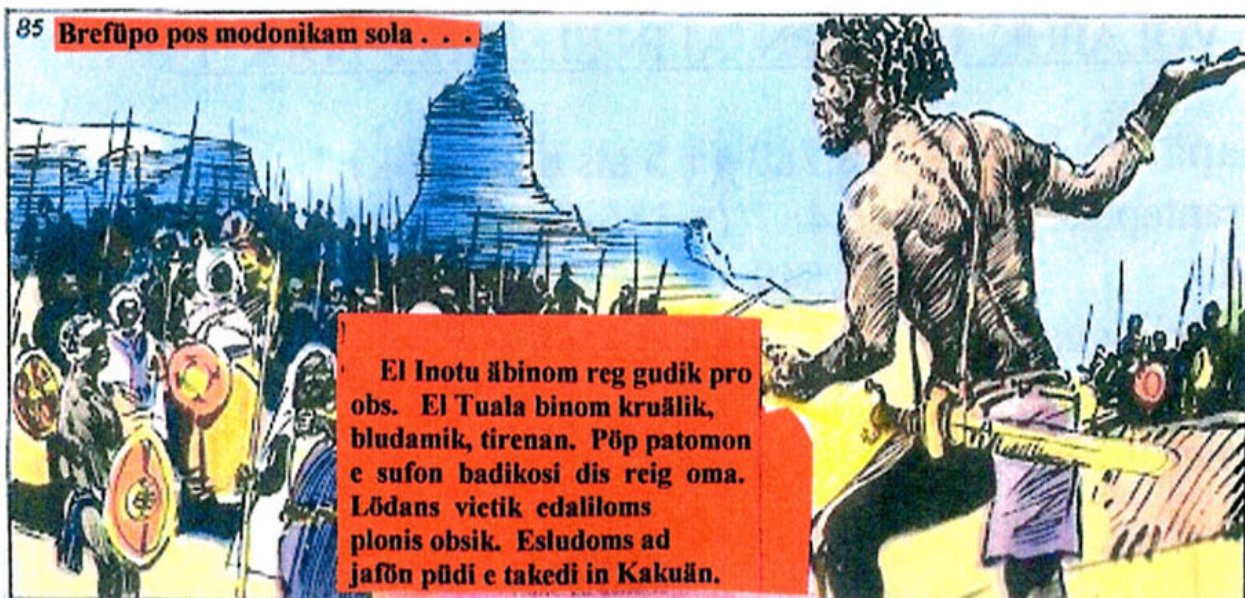 85 Brefüpo pos modonikam sola . . .
El Inotu äbinom reg gudik pro
obs. El Tuala binom kruälik,
bludamik, tirenan. Pöp patomon
e sufon badikosi dis reig oma.
Lödans vietik edaliloms
plonis obsik. Esludoms ad
jafön püdi e takedi in Kakuän.